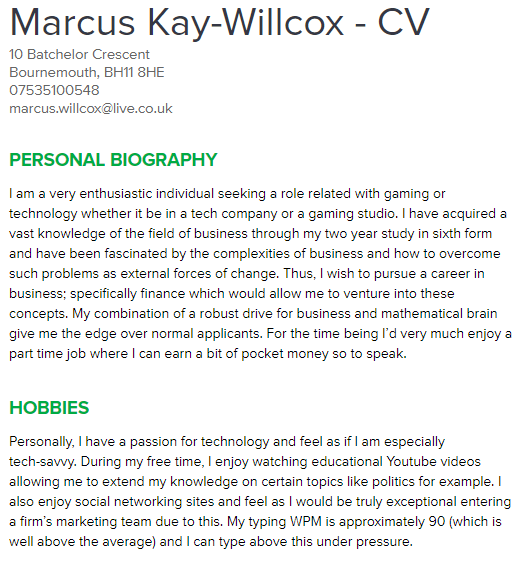 Marcus Kay-Willcox - CV
10 Batchelor Crescent
Bournemouth, BH11 8HE
07535100548
marcus.willcox@live.co.uk
PERSONAL BIOGRAPHY
I am a very enthusiastic individual seeking a role related with gaming or
technology whether it be in a tech company or a gaming studio. I have acquired a
vast knowledge of the field of business through my two year study in sixth form
and have been fascinated by the complexities of business and how to overcome
such problems as external forces of change. Thus, I wish to pursue a career in
business; specifically finance which would allow me to venture into these
concepts. My combination of a robust drive for business and mathematical brain
give me the edge over normal applicants. For the time being I’d very much enjoy a
part time job where I can earn a bit of pocket money so to speak.
HOBBIES
Personally, I have a passion for technology and feel as if I am especially
tech-savvy. During my free time, I enjoy watching educational Youtube videos
allowing me to extend my knowledge on certain topics like politics for example. I
also enjoy social networking sites and feel as I would be truly exceptional entering
a firm’s marketing team due to this. My typing WPM is approximately 90 (which is
well above the average) and I can type above this under pressure.